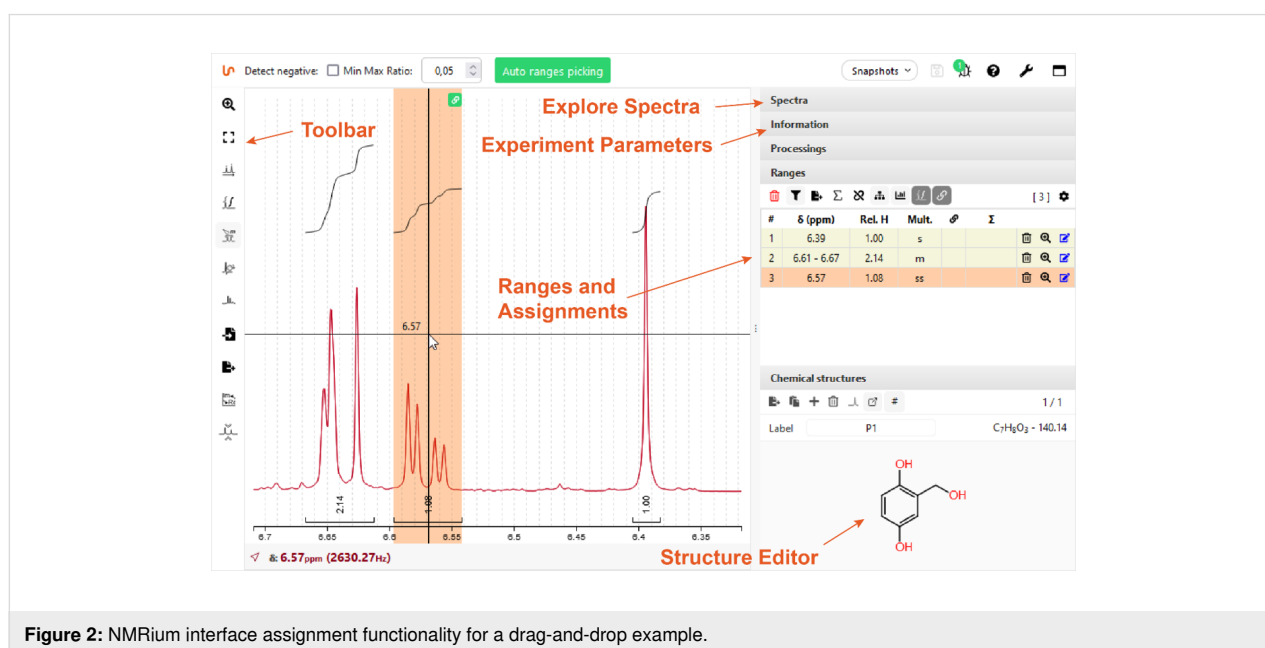 Detect negative: Min Max Ratio: 0,05 Auto ranges picking Snapshots 1
Toolbar
Explore Spectra
Experiment Parameters
Ranges and
Assignments
Structure Editor
6.57
2.14 1.08 1.00
6.7 6.65 6.6 6.55 6.5 6.45 6.4 6.35
δ: 6.57ppm (2630.27Hz)
Spectra
Information
Processings
Ranges
Σ [ 3 ]
# δ (ppm) Rel. H Mult. Σ
1 6.39 1.00 s
2 6.61 - 6.67 2.14 m
3 6.57 1.08 ss
Chemical structures
# 1 / 1
Label P1 C₇H₈O₃ - 140.14
OH
OH
OH
Figure 2: NMRium interface assignment functionality for a drag-and-drop example.